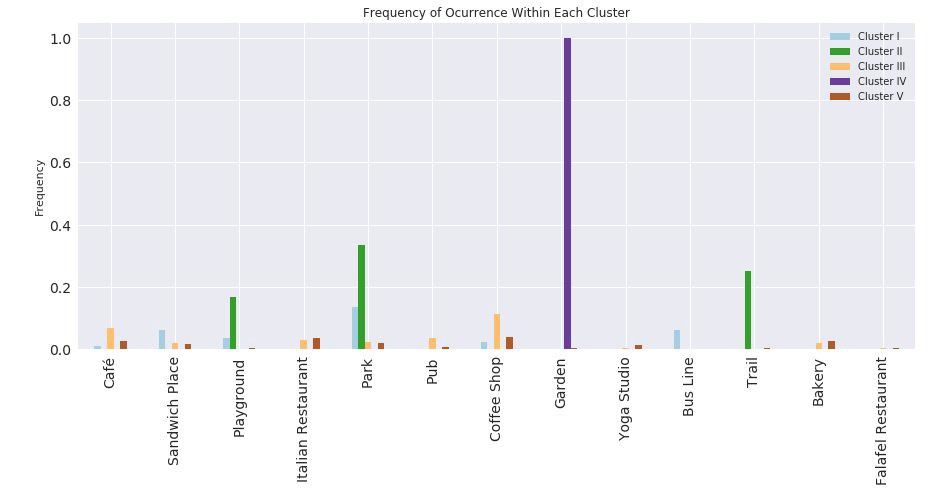 Frequency of Ocurrence Within Each Cluster
Cluster I
Cluster II
Cluster III
Cluster IV
Cluster V
Frequency
1.0
0.8
0.6
0.4
0.2
0.0
Café
Sandwich Place
Playground
Italian Restaurant
Park
Pub
Coffee Shop
Garden
Yoga Studio
Bus Line
Trail
Bakery
Falafel Restaurant